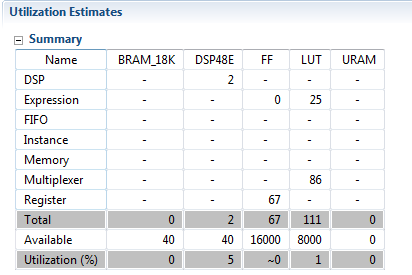 Utilization Estimates
Summary
Name BRAM_18K DSP48E FF LUT URAM
DSP - 2 - - -
Expression - - 0 25 -
FIFO - - - - -
Instance - - - - -
Memory - - - - -
Multiplexer - - - 86 -
Register - - 67 - -
Total 0 2 67 111 0
Available 40 40 16000 8000 0
Utilization (%) 0 5 ~0 1 0